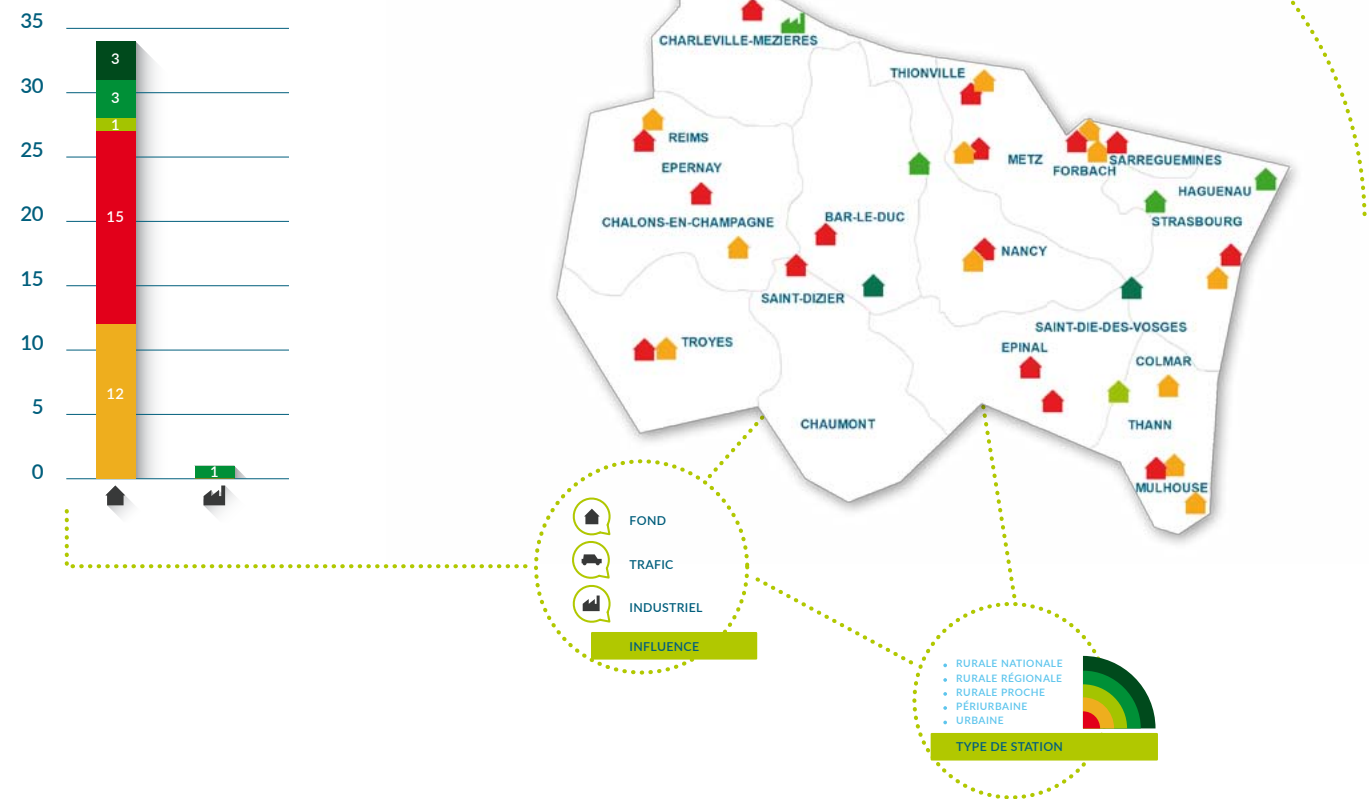 35
30
25
20
15
10
5
0
3
3
1
15
12
1
CHARLEVILLE-MEZIERES
THIONVILLE
REIMS
EPERNAY
METZ
FORBACH
SARREGUEMINES
HAGUENAU
CHALONS-EN-CHAMPAGNE
BAR-LE-DUC
STRASBOURG
NANCY
SAINT-DIZIER
SAINT-DIE-DES-VOSGES
TROYES
EPINAL
COLMAR
CHAUMONT
THANN
MULHOUSE
FOND
TRAFIC
INDUSTRIEL
INFLUENCE
• RURALE NATIONALE
• RURALE RÉGIONALE
• RURALE PROCHE
• PÉRIURBAINE
• URBAINE
TYPE DE STATION